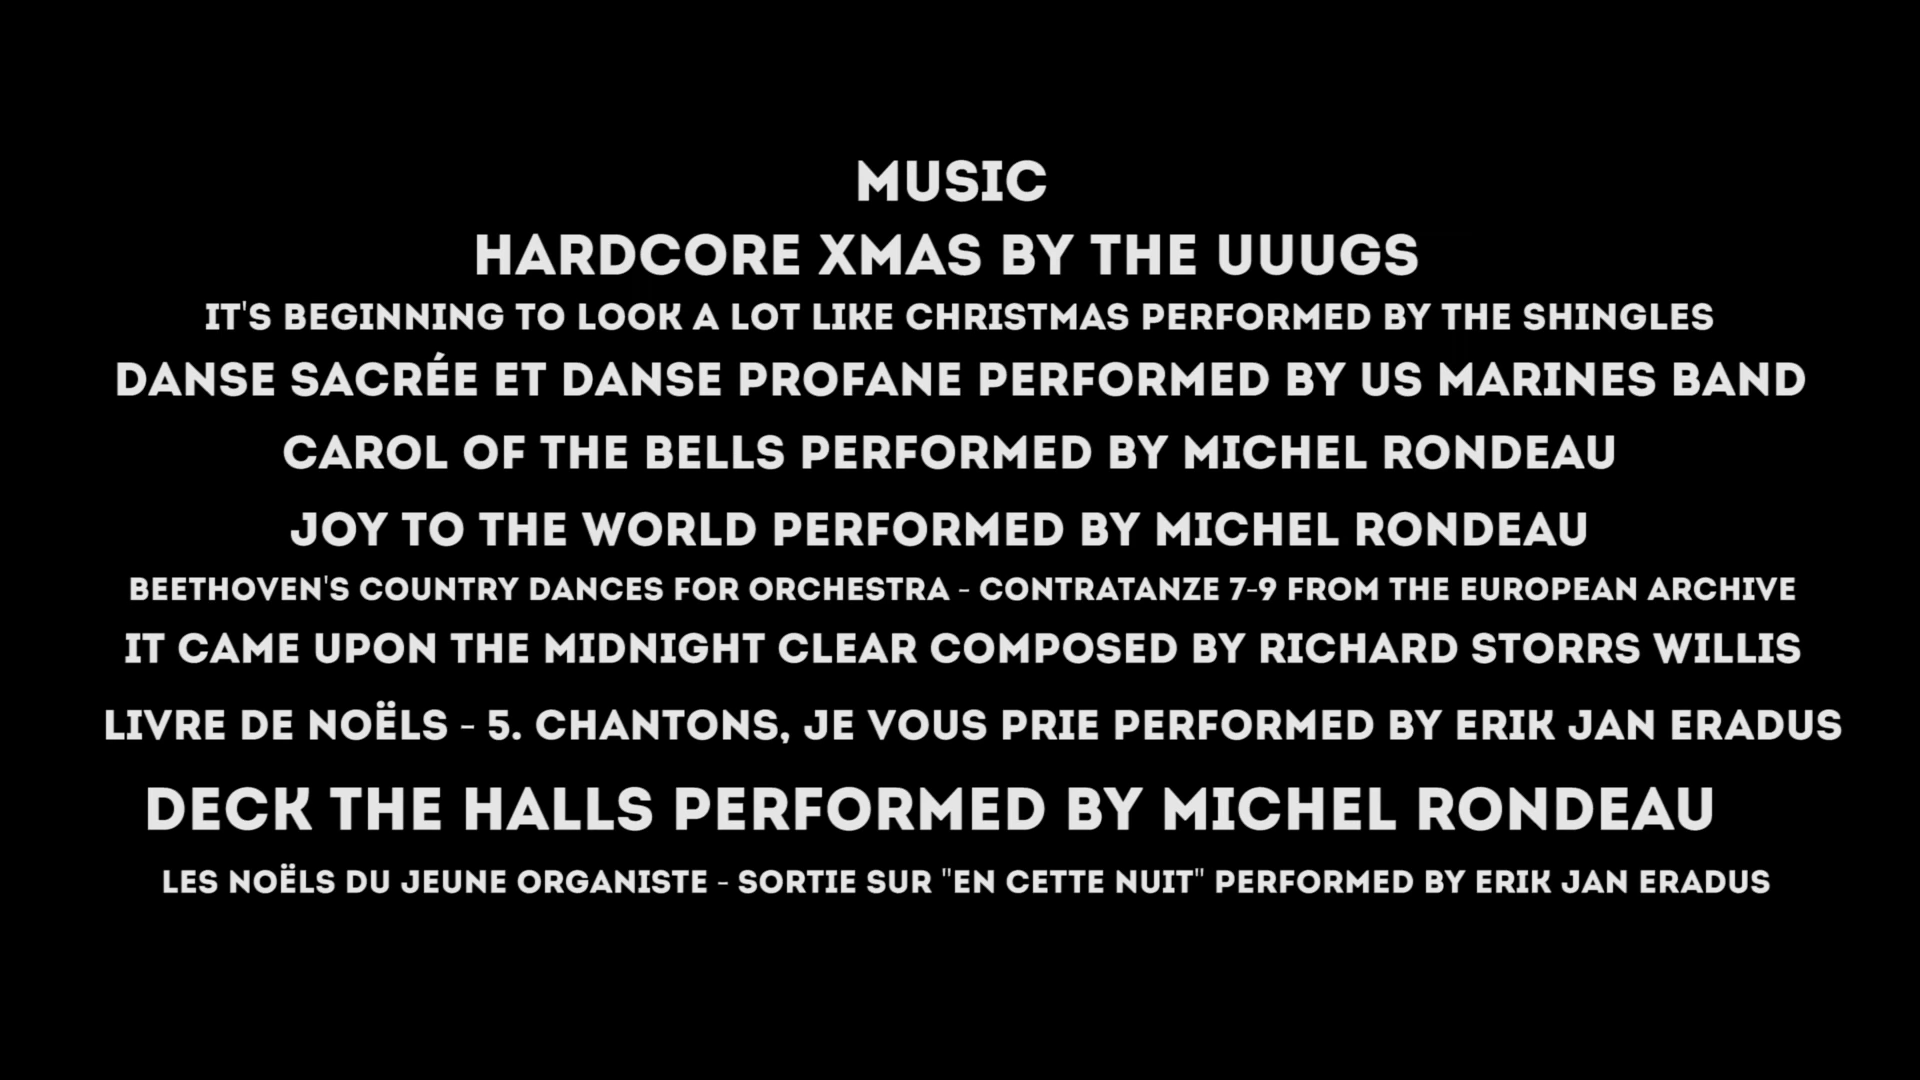 MUSIC
HARDCORE XMAS BY THE UUUGS
IT'S BEGINNING TO LOOK A LOT LIKE CHRISTMAS PERFORMED BY THE SHINGLES
DANSE SACRÉE ET DANSE PROFANE PERFORMED BY US MARINES BAND
CAROL OF THE BELLS PERFORMED BY MICHEL RONDEAU
JOY TO THE WORLD PERFORMED BY MICHEL RONDEAU
BEETHOVEN'S COUNTRY DANCES FOR ORCHESTRA - CONTRATANZE 7-9 FROM THE EUROPEAN ARCHIVE
IT CAME UPON THE MIDNIGHT CLEAR COMPOSED BY RICHARD STORRS WILLIS
LIVRE DE NOËLS - 5. CHANTONS, JE VOUS PRIE PERFORMED BY ERIK JAN ERADUS
DECK THE HALLS PERFORMED BY MICHEL RONDEAU
LES NOËLS DU JEUNE ORGANISTE - SORTIE SUR "EN CETTE NUIT" PERFORMED BY ERIK JAN ERADUS